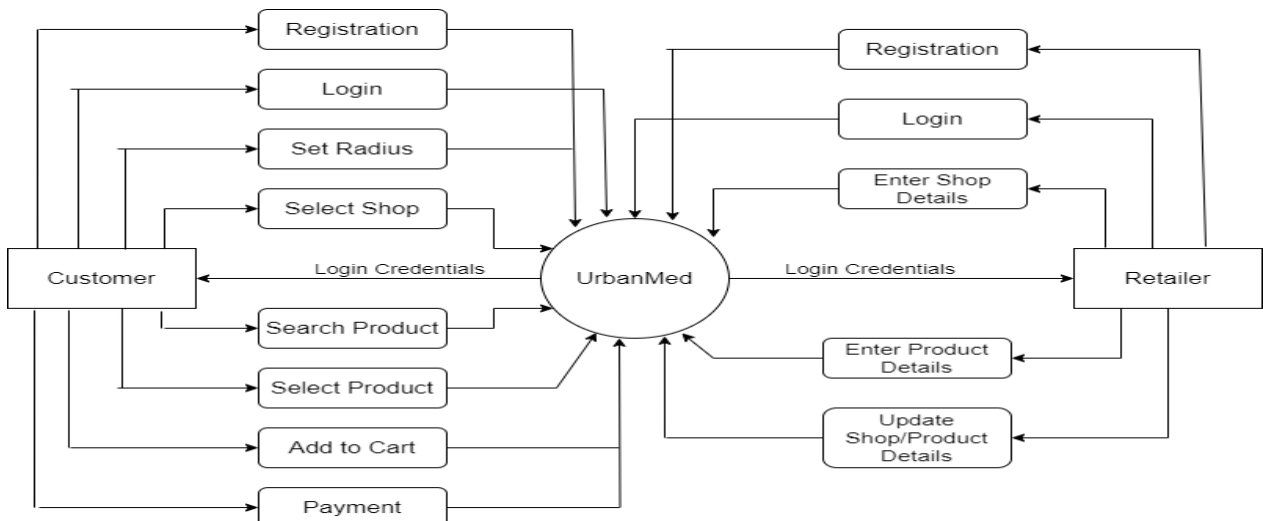 Registration
Login
Set Radius
Select Shop
Customer
Login Credentials
Search Product
Select Product
Add to Cart
Payment
UrbanMed
Registration
Login
Enter Shop
Details
Login Credentials
Retailer
Enter Product
Details
Update
Shop/Product
Details